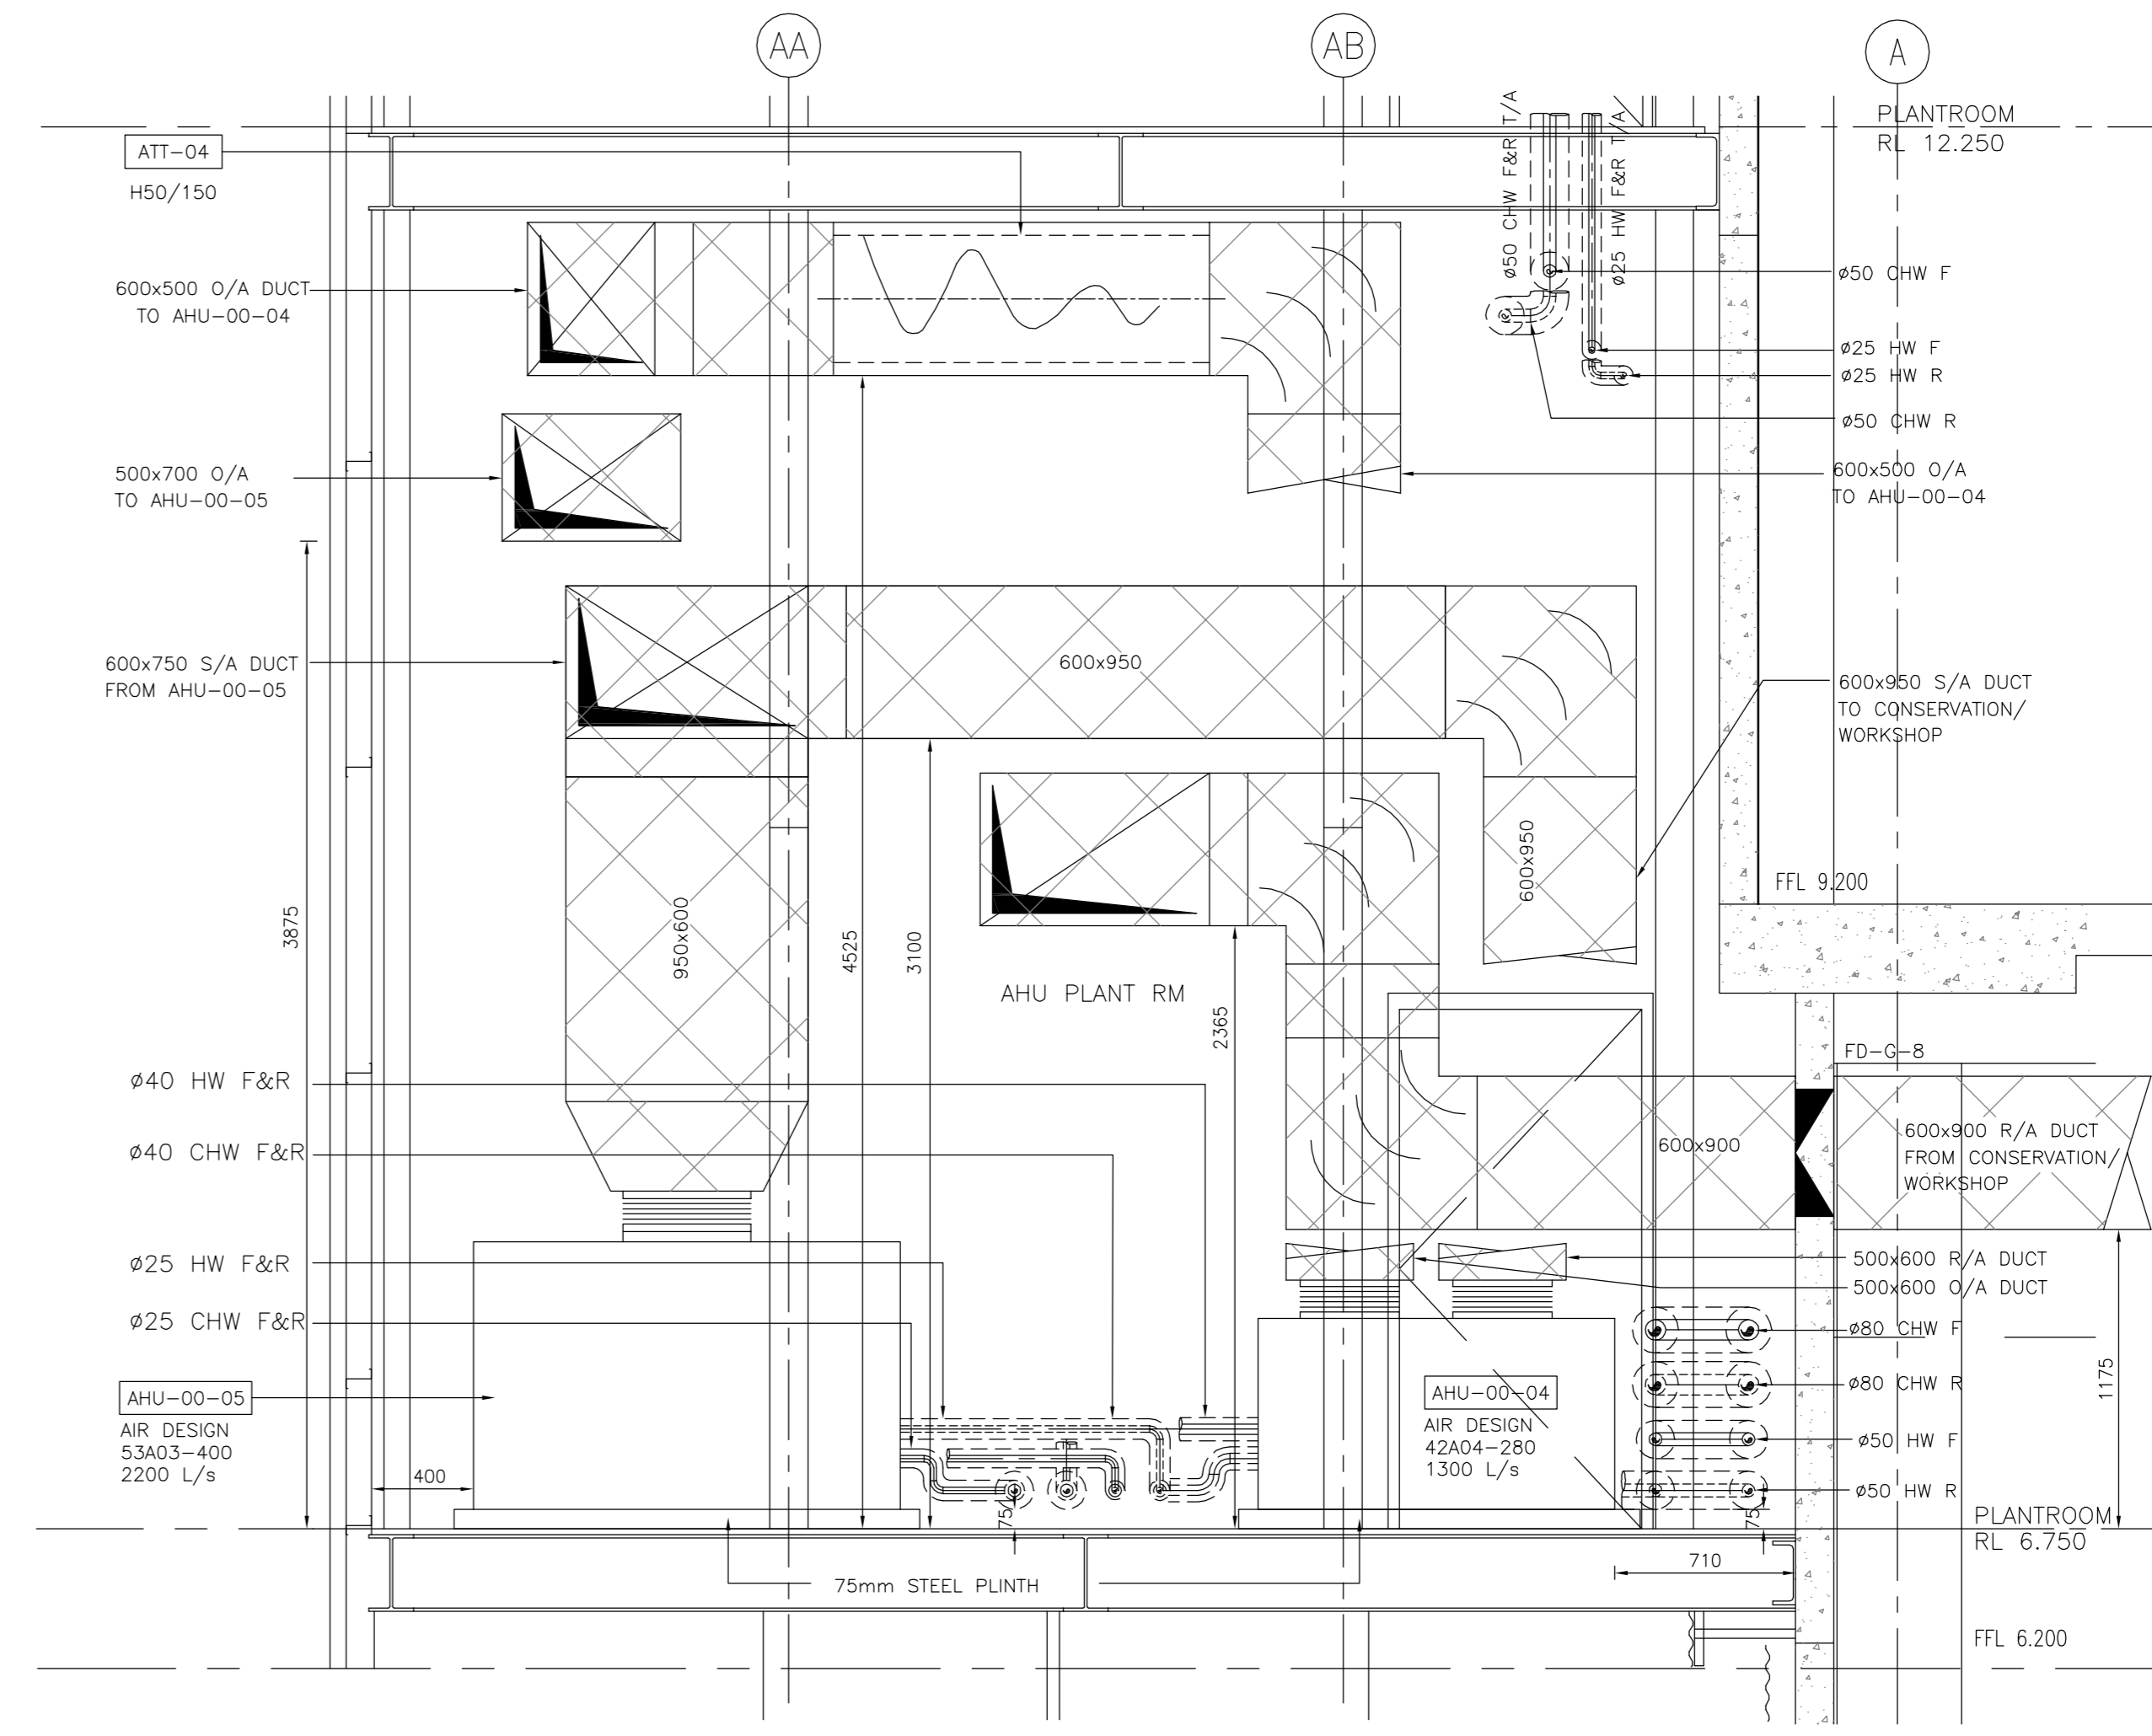 AA
AB
A
PLANTROOM
RL 12.250
ATT-04
H50/150
ø50 CHW F&R T/A
ø25 HW F&R T/A
600x500 O/A DUCT
TO AHU-00-04
ø50 CHW F
ø25 HW F
ø25 HW R
ø50 CHW R
500x700 O/A
TO AHU-00-05
600x500 O/A
TO AHU-00-04
600x750 S/A DUCT
FROM AHU-00-05
600x950
600x950 S/A DUCT
TO CONSERVATION/
WORKSHOP
600x950
FFL 9.200
3875
950x600
4525
3100
AHU PLANT RM
2365
FD-G-8
ø40 HW F&R
ø40 CHW F&R
600x900
600x900 R/A DUCT
FROM CONSERVATION/
WORKSHOP
ø25 HW F&R
ø25 CHW F&R
500x600 R/A DUCT
500x600 O/A DUCT
ø80 CHW F
ø80 CHW R
ø50 HW F
ø50 HW R
1175
AHU-00-05
AIR DESIGN
53A03-400
2200 L/s
400
AHU-00-04
AIR DESIGN
42A04-280
1300 L/s
75
75
PLANTROOM
RL 6.750
710
75mm STEEL PLINTH
FFL 6.200